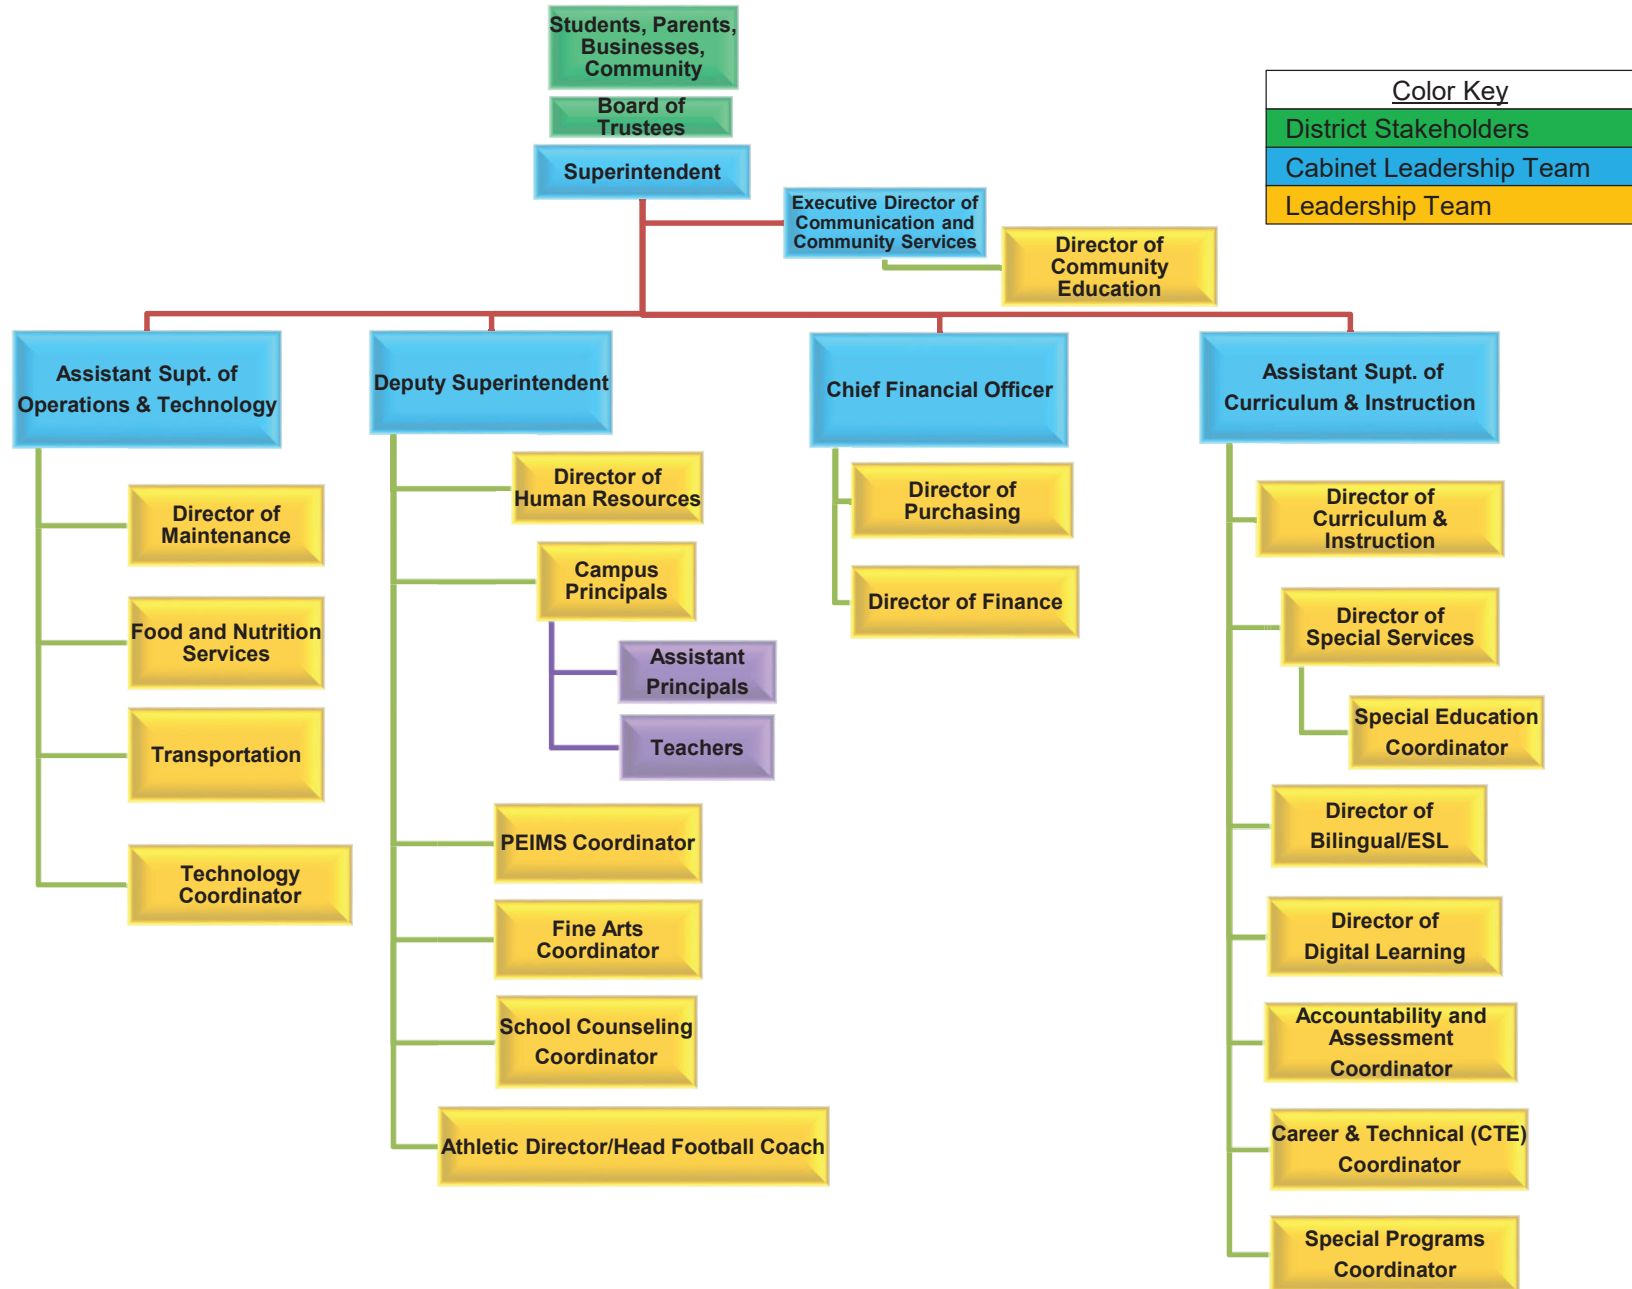 Students, Parents,
Businesses,
Community
Board of
Trustees
Superintendent
Executive Director of
Communication and
Community Services
Director of
Community
Education
Color Key
District Stakeholders
Cabinet Leadership Team
Leadership Team
Assistant Supt. of
Operations & Technology
Director of
Maintenance
Food and Nutrition
Services
Transportation
Technology
Coordinator
Deputy Superintendent
Director of
Human Resources
Campus
Principals
Assistant
Principals
Teachers
PEIMS Coordinator
Fine Arts
Coordinator
School Counseling
Coordinator
Athletic Director/Head Football Coach
Chief Financial Officer
Director of
Purchasing
Director of Finance
Assistant Supt. of
Curriculum & Instruction
Director of
Curriculum &
Instruction
Director of
Special Services
Special Education
Coordinator
Director of
Bilingual/ESL
Director of
Digital Learning
Accountability and
Assessment
Coordinator
Career & Technical (CTE)
Coordinator
Special Programs
Coordinator